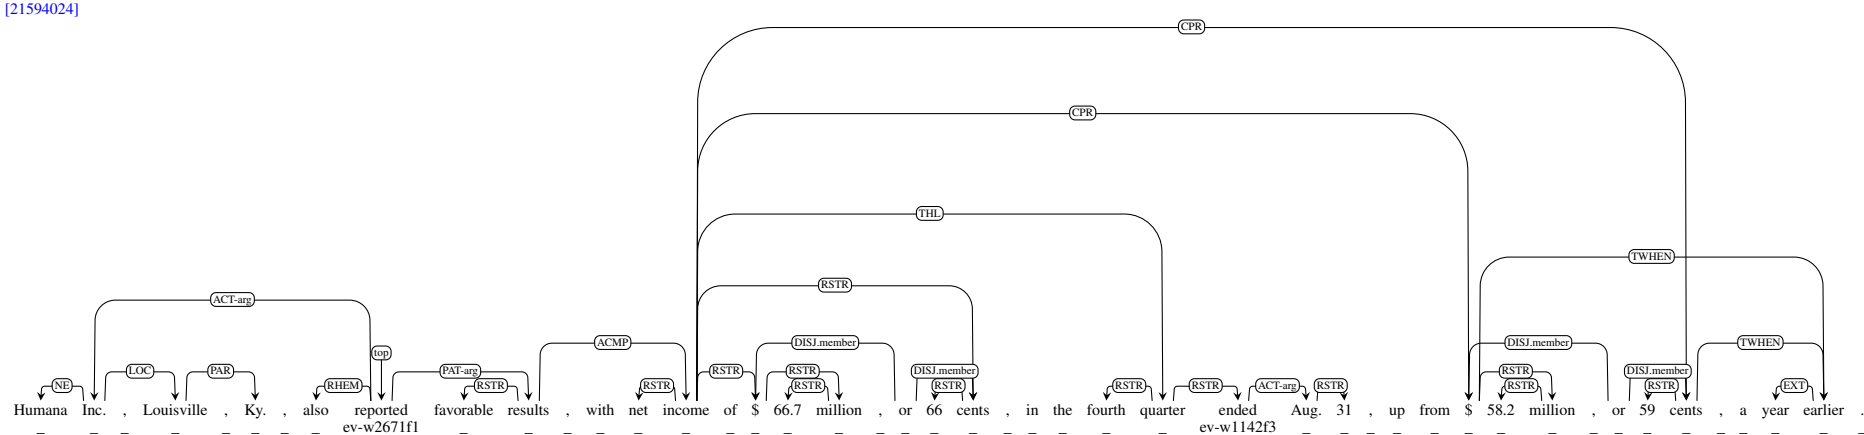 [21594024]
CPR
CPR
THL
TWHEN
RSTR
ACT-arg
ACMP DISJ.member DISJ.member TWHEN
top
LOC PAR PAT-arg RSTR RSTR DISJ.member RSTR DISJ.member
NE RHEM RSTR RSTR RSTR RSTR RSTR RSTR ACT-arg RSTR RSTR RSTR EXT
Humana Inc. , Louisville , Ky. , also reported favorable results , with net income of $ 66.7 million , or 66 cents , in the fourth quarter ended Aug. 31 , up from $ 58.2 million , or 59 cents , a year earlier .
ev-w2671f1 ev-w1142f3